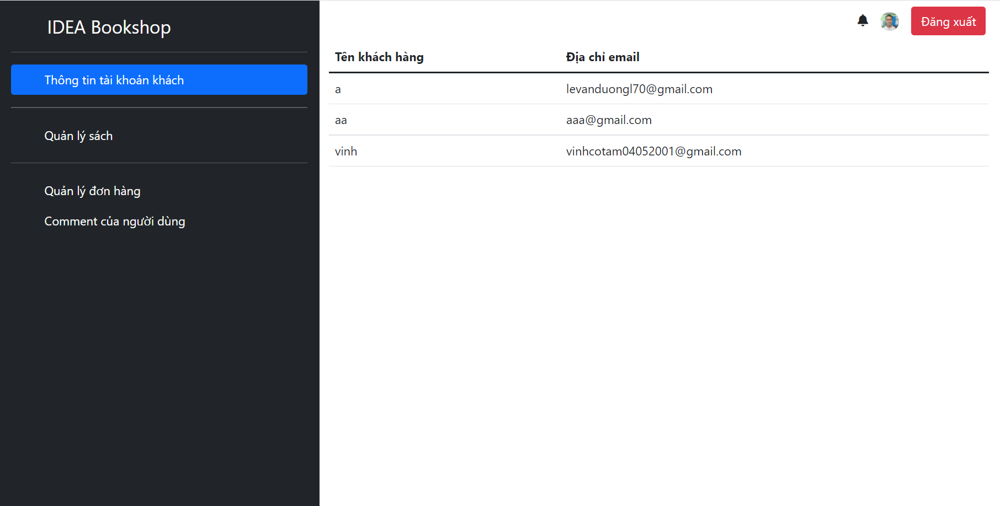 IDEA Bookshop
Thông tin tài khoản khách
Quản lý sách
Quản lý đơn hàng
Comment của người dùng
Đăng xuất
Tên khách hàng Địa chỉ email
a levanduongl70@gmail.com
aa aaa@gmail.com
vinh vinhcotam04052001@gmail.com